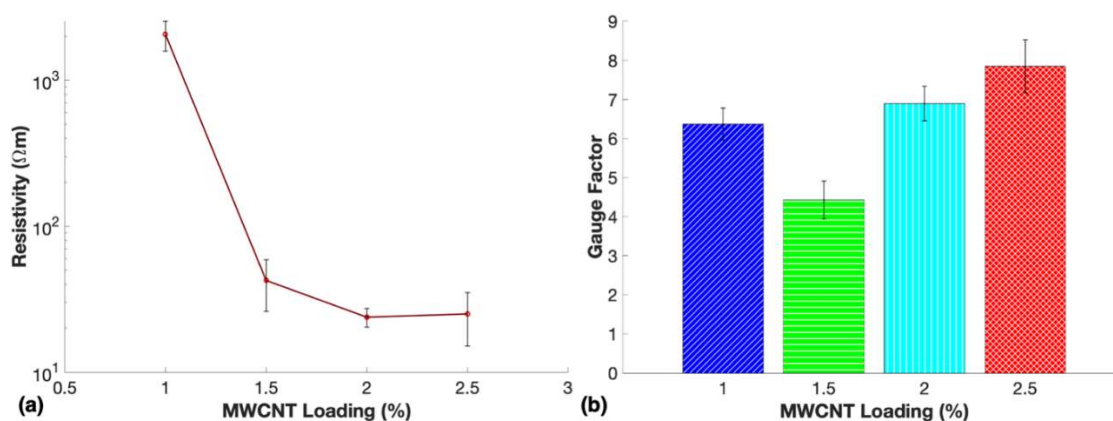 Resistivity (Ωm)
10³
10²
10¹
0.5 1 1.5 2 2.5 3
(a) MWCNT Loading (%)
Gauge Factor
9
8
7
6
5
4
3
2
1
0
1 1.5 2 2.5
(b) MWCNT Loading (%)